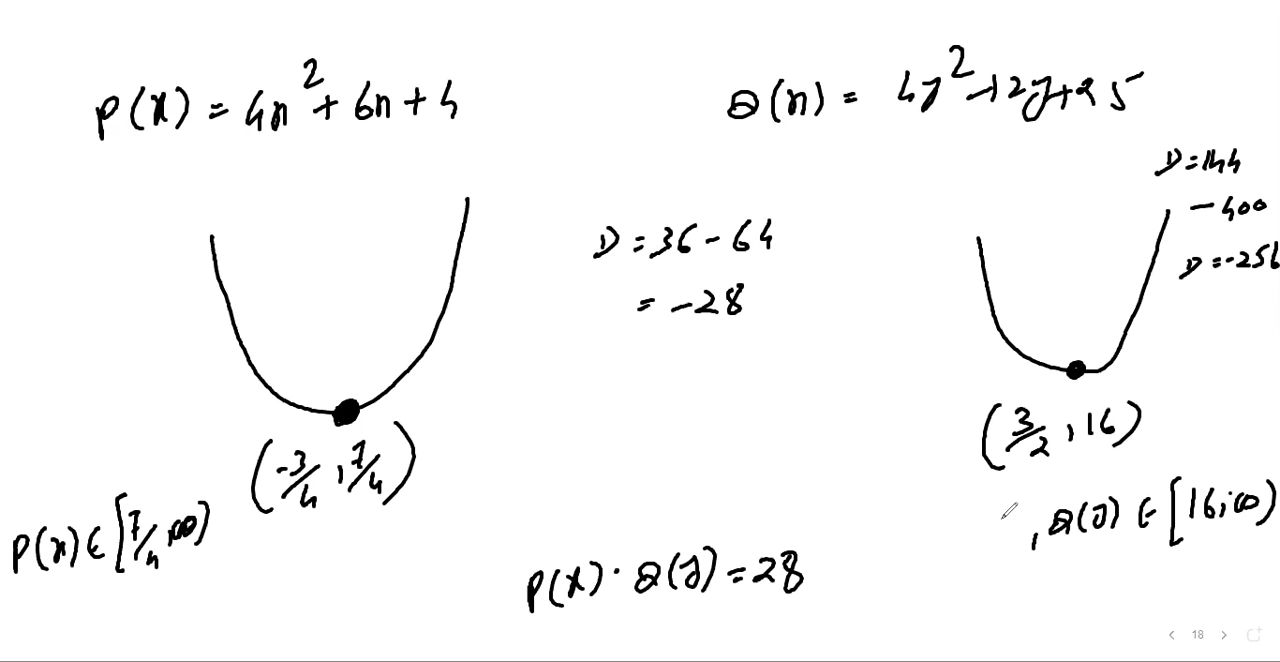 P(x) = 4x² + 6x + 4
Q(x) = 4y² - 12y + 25
D = 144
- 400
D = -256
D = 36 - 64
= -28
(-3/4, 7/4)
(3/2, 16)
P(x) ∈ [7/4, ∞)
, Q(y) ∈ [16, ∞)
P(x) · Q(y) = 28
18